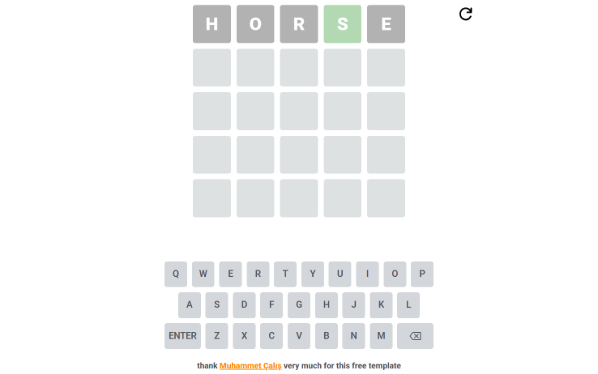 H O R S E
Q W E R T Y U I O P
A S D F G H J K L
ENTER Z X C V B N M
thank Muhammet Çalış very much for this free template